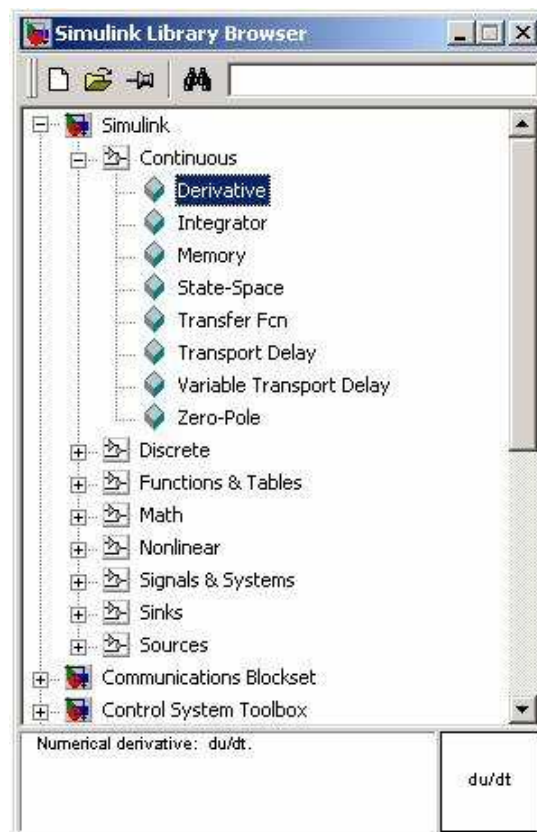 Simulink Library Browser
Simulink
Continuous
Derivative
Integrator
Memory
State-Space
Transfer Fcn
Transport Delay
Variable Transport Delay
Zero-Pole
Discrete
Functions & Tables
Math
Nonlinear
Signals & Systems
Sinks
Sources
Communications Blockset
Control System Toolbox
Numerical derivative: du/dt.
du/dt